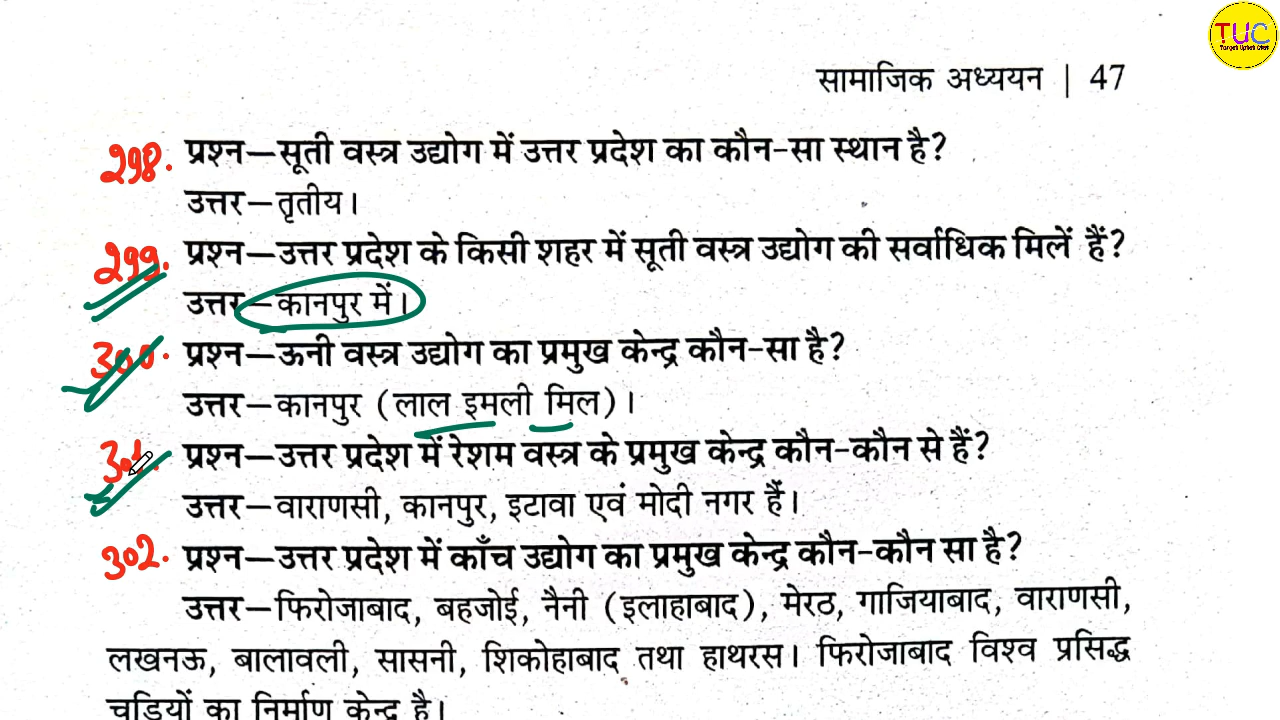 TUC
सामाजिक अध्ययन | 47
298. प्रश्न—सूती वस्त्र उद्योग में उत्तर प्रदेश का कौन-सा स्थान है?
उत्तर—तृतीय।
299. प्रश्न—उत्तर प्रदेश के किसी शहर में सूती वस्त्र उद्योग की सर्वाधिक मिलें हैं?
उत्तर—कानपुर में।
300. प्रश्न—ऊनी वस्त्र उद्योग का प्रमुख केन्द्र कौन-सा है?
उत्तर—कानपुर (लाल इमली मिल)।
301. प्रश्न—उत्तर प्रदेश में रेशम वस्त्र के प्रमुख केन्द्र कौन-कौन से हैं?
उत्तर—वाराणसी, कानपुर, इटावा एवं मोदी नगर हैं।
302. प्रश्न—उत्तर प्रदेश में काँच उद्योग का प्रमुख केन्द्र कौन-कौन सा है?
उत्तर—फिरोजाबाद, बहजोई, नैनी (इलाहाबाद), मेरठ, गाजियाबाद, वाराणसी,
लखनऊ, बालावली, सासनी, शिकोहाबाद तथा हाथरस। फिरोजाबाद विश्व प्रसिद्ध
चूड़ियों का निर्माण केन्द्र है।